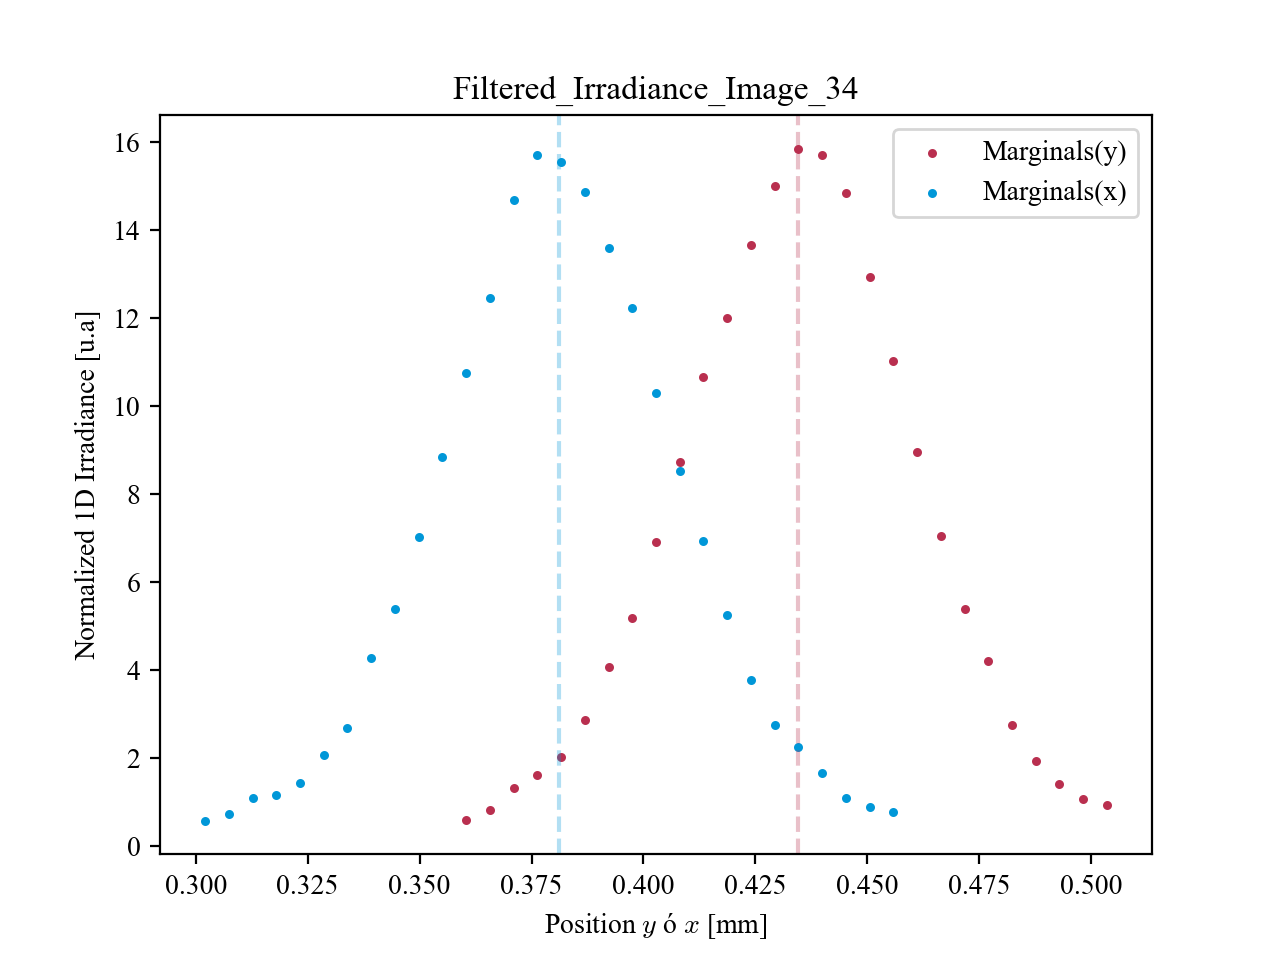 Filtered_Irradiance_Image_34
Marginals(y)
Marginals(x)
Normalized 1D Irradiance [u.a]
16
14
12
10
8
6
4
2
0
0.300 0.325 0.350 0.375 0.400 0.425 0.450 0.475 0.500
Position y ó x [mm]